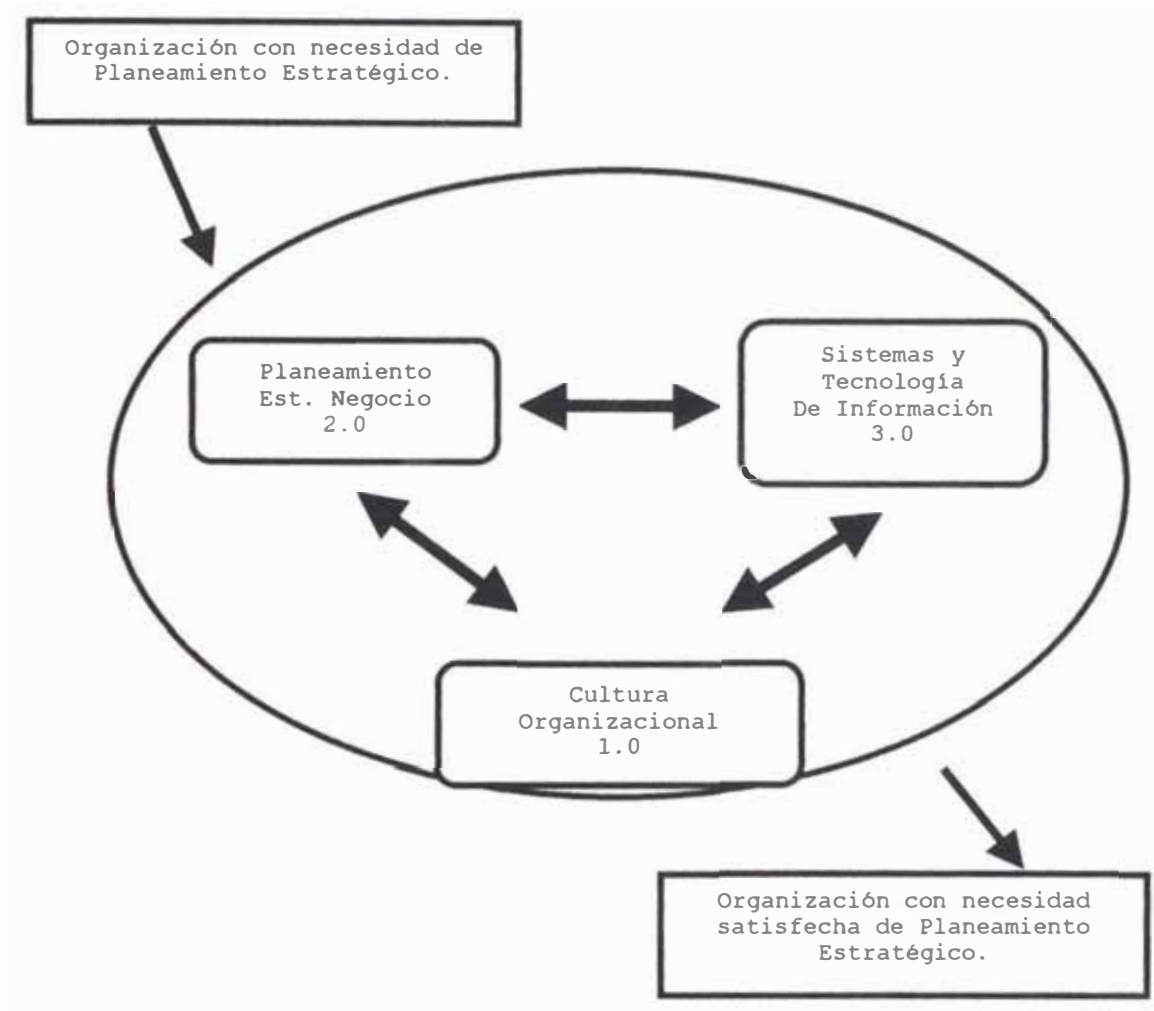 Organización con necesidad de
Planeamiento Estratégico.
Planeamiento
Est. Negocio
2.0
Sistemas y
Tecnología
De Información
3.0
Cultura
Organizacional
1.0
Organización con necesidad
satisfecha de Planeamiento
Estratégico.